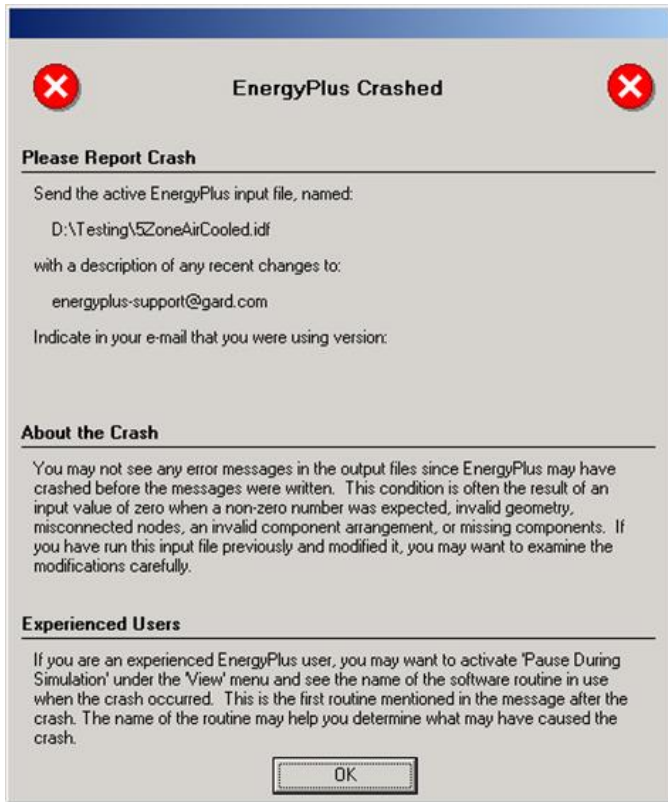 EnergyPlus Crashed
Please Report Crash
Send the active EnergyPlus input file, named:
D:\Testing\5ZoneAirCooled.idf
with a description of any recent changes to:
energyplus-support@gard.com
Indicate in your e-mail that you were using version:
About the Crash
You may not see any error messages in the output files since EnergyPlus may have
crashed before the messages were written.  This condition is often the result of an
input value of zero when a non-zero number was expected, invalid geometry,
misconnected nodes, an invalid component arrangement, or missing components.  If
you have run this input file previously and modified it, you may want to examine the
modifications carefully.
Experienced Users
If you are an experienced EnergyPlus user, you may want to activate 'Pause During
Simulation' under the 'View' menu and see the name of the software routine in use
when the crash occurred.  This is the first routine mentioned in the message after the
crash. The name of the routine may help you determine what may have caused the
crash.
OK